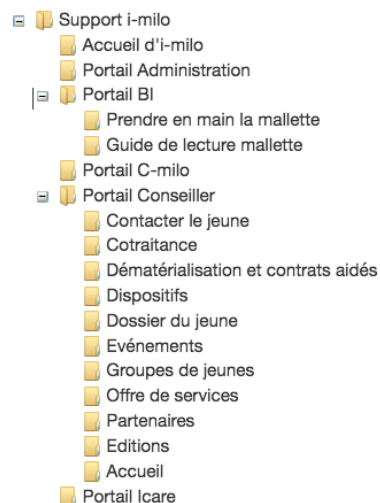 Support i-milo
Accueil d'i-milo
Portail Administration
Portail BI
Prendre en main la mallette
Guide de lecture mallette
Portail C-milo
Portail Conseiller
Contacter le jeune
Cotraitance
Dématérialisation et contrats aidés
Dispositifs
Dossier du jeune
Evénements
Groupes de jeunes
Offre de services
Partenaires
Editions
Accueil
Portail Icare